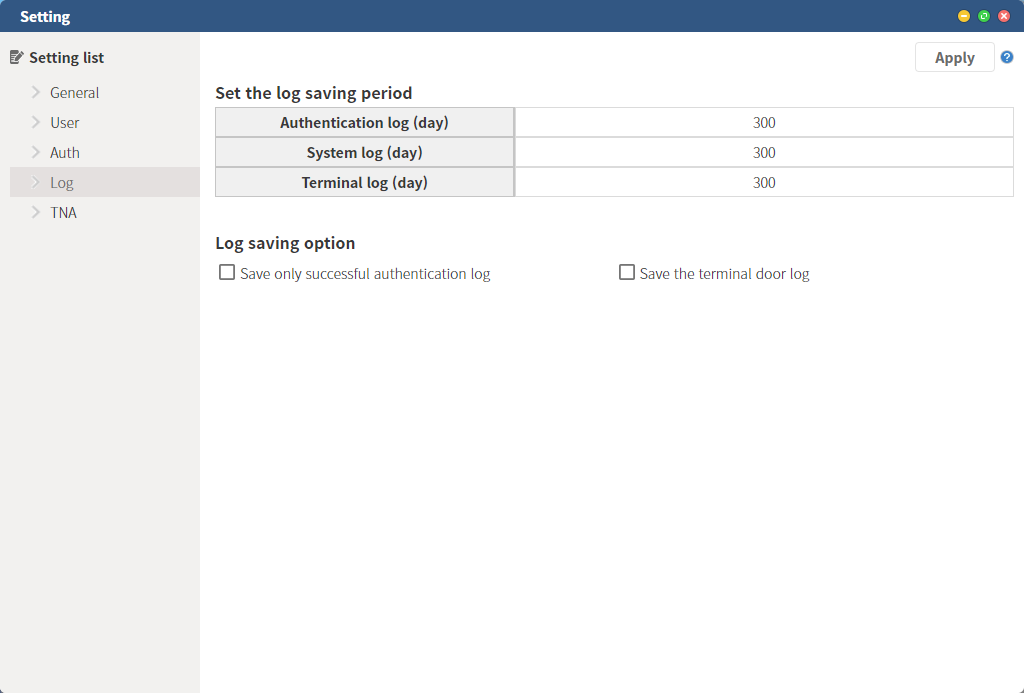 Setting
Setting list
General
User
Auth
Log
TNA
Apply
Set the log saving period
Authentication log (day) 300
System log (day) 300
Terminal log (day) 300
Log saving option
Save only successful authentication log Save the terminal door log